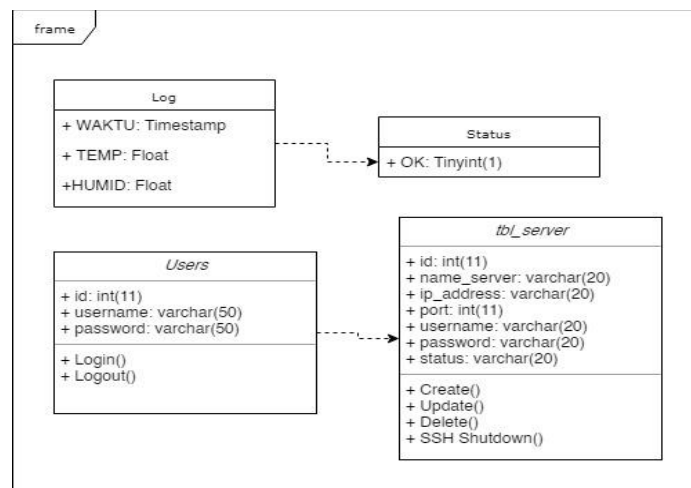 frame
Log
+ WAKTU: Timestamp
+ TEMP: Float
+HUMID: Float
Status
+ OK: Tinyint(1)
Users
+ id: int(11)
+ username: varchar(50)
+ password: varchar(50)
+ Login()
+ Logout()
tbl_server
+ id: int(11)
+ name_server: varchar(20)
+ ip_address: varchar(20)
+ port: int(11)
+ username: varchar(20)
+ password: varchar(20)
+ status: varchar(20)
+ Create()
+ Update()
+ Delete()
+ SSH Shutdown()